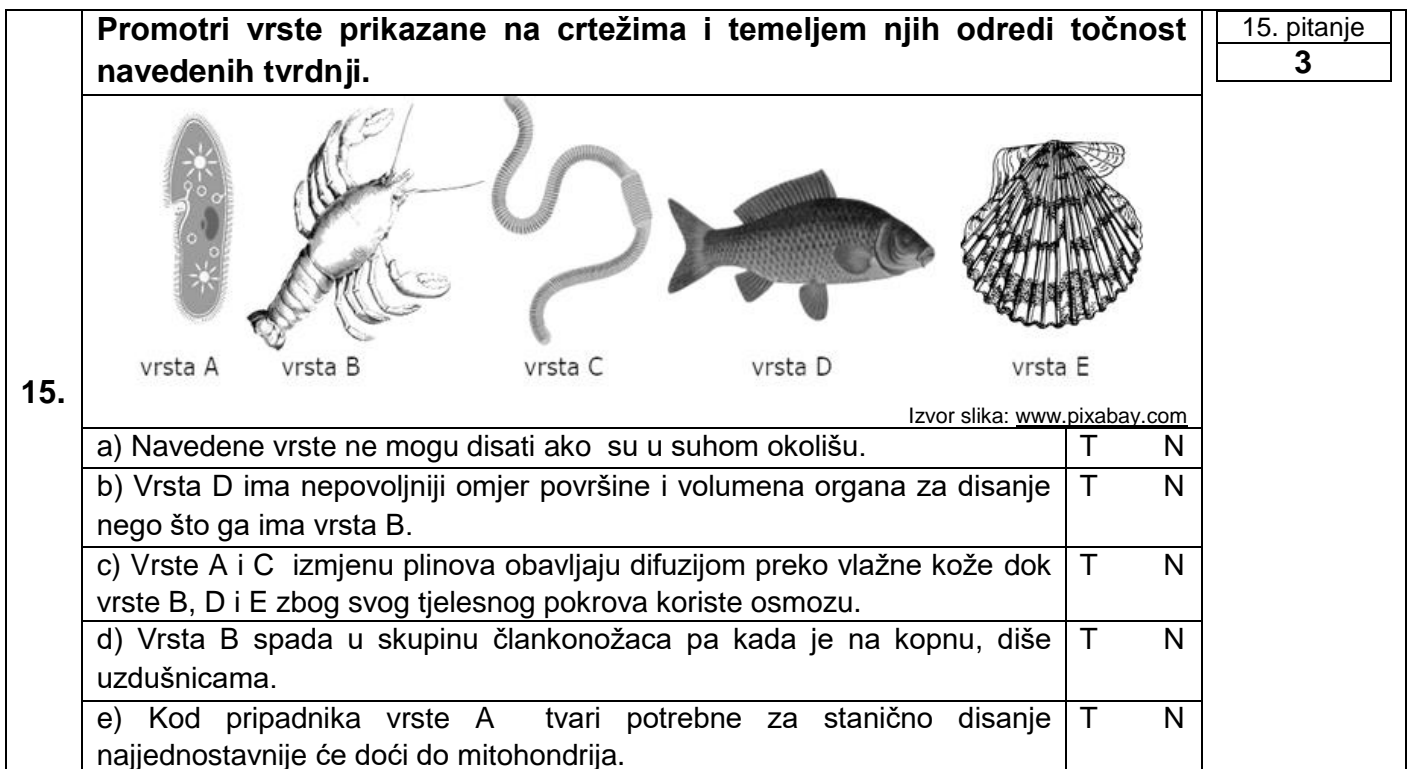 Promotri vrste prikazane na crtežima i temeljem njih odredi točnost
navedenih tvrdnji.
15. pitanje
3
vrsta A vrsta B vrsta C vrsta D vrsta E
15.
Izvor slika: www.pixabay.com
a) Navedene vrste ne mogu disati ako su u suhom okolišu. T N
b) Vrsta D ima nepovoljniji omjer površine i volumena organa za disanje T N
nego što ga ima vrsta B.
c) Vrste A i C izmjenu plinova obavljaju difuzijom preko vlažne kože dok T N
vrste B, D i E zbog svog tjelesnog pokrova koriste osmozu.
d) Vrsta B spada u skupinu člankonožaca pa kada je na kopnu, diše T N
uzdušnicama.
e) Kod pripadnika vrste A tvari potrebne za stanično disanje T N
najjednostavnije će doći do mitohondrija.